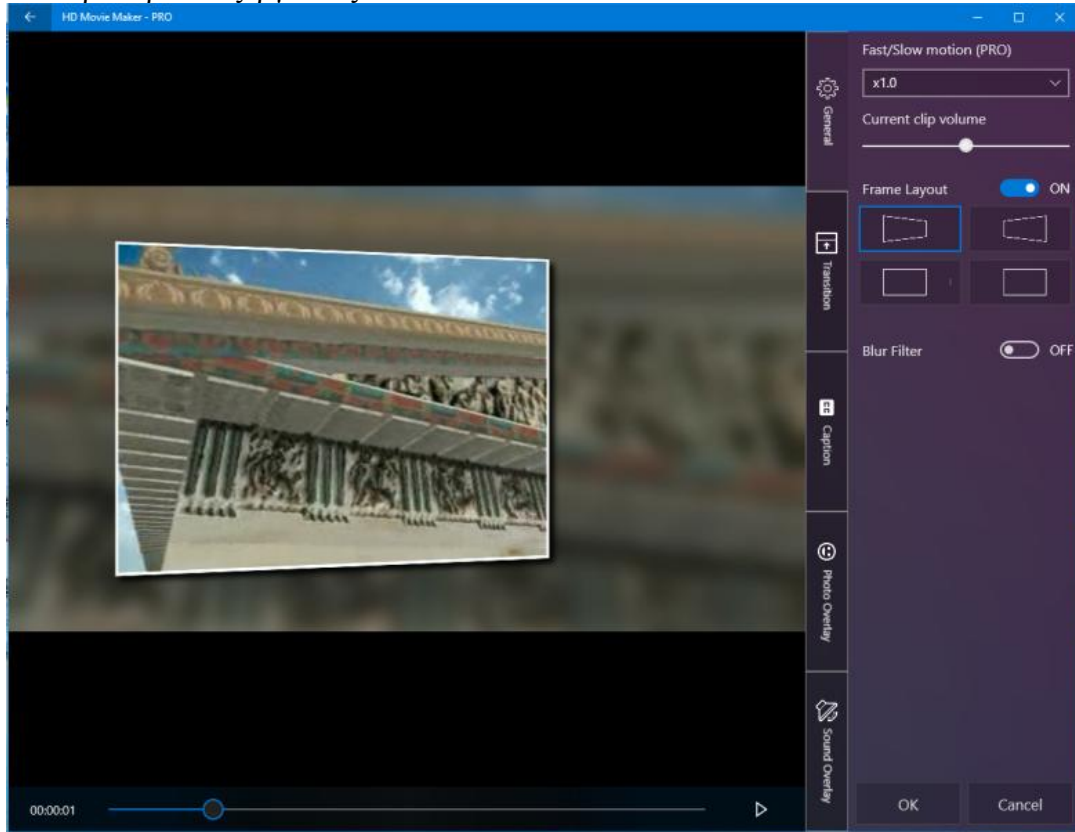 HD Movie Maker - PRO
Fast/Slow motion (PRO)
x1.0
Current clip volume
Frame Layout
ON
Blur Filter
OFF
General
Transition
Caption
Photo Overlay
Sound Overlay
00:00:01
OK
Cancel